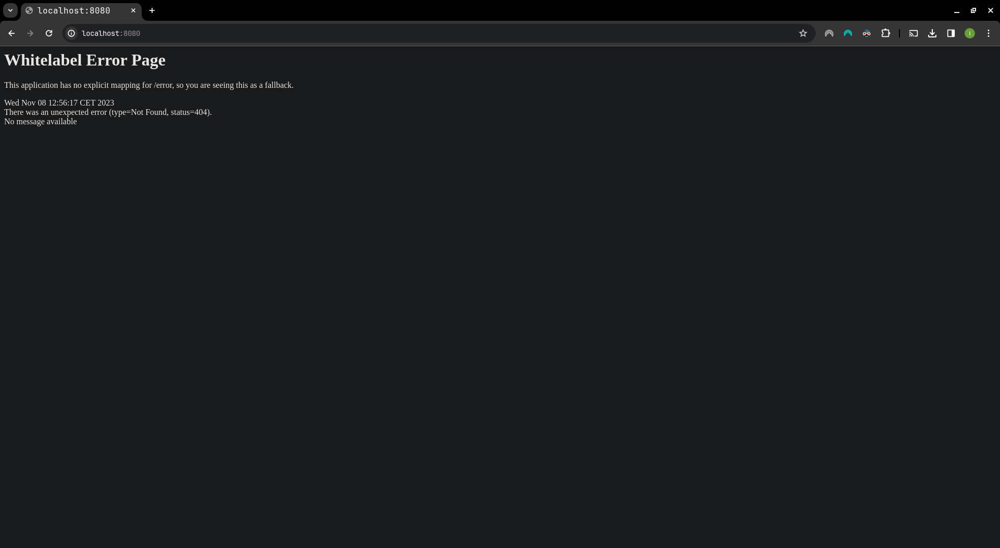 localhost:8080
localhost:8080
Whitelabel Error Page
This application has no explicit mapping for /error, so you are seeing this as a fallback.
Wed Nov 08 12:56:17 CET 2023
There was an unexpected error (type=Not Found, status=404).
No message available